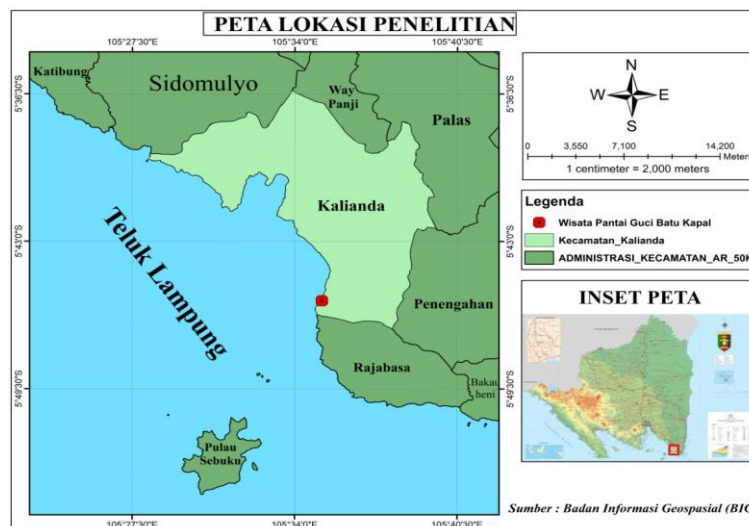 PETA LOKASI PENELITIAN
105°27'30"E
105°34'0"E
105°40'30"E
5°36'30"S
5°43'0"S
5°49'30"S
Katibung
Sidomulyo
Way
Panji
Palas
Kalianda
Teluk Lampung
Penengahan
Rajabasa
Bakau
heni
Pulau
Sebuku
5°36'30"S
5°43'0"S
5°49'30"S
105°27'30"E
105°34'0"E
105°40'30"E
N
W E
S
0 3,550 7,100 14,200
Meters
1 centimeter = 2,000 meters
Legenda
Wisata Pantai Guci Batu Kapal
Kecamatan_Kalianda
ADMINISTRASI_KECAMATAN_AR_50K
INSET PETA
Sumber : Badan Informasi Geospasial (BIG